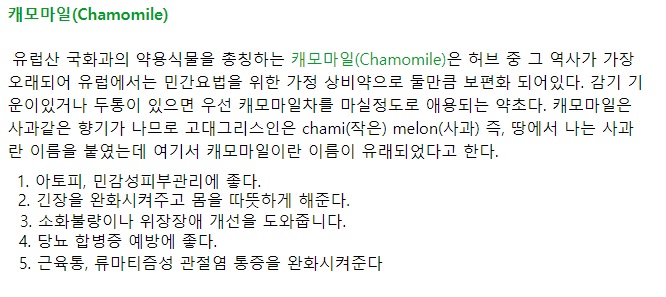 캐모마일(Chamomile)
유럽산 국화과의 약용식물을 총칭하는 캐모마일(Chamomile)은 허브 중 그 역사가 가장
오래되어 유럽에서는 민간요법을 위한 가정 상비약으로 둘만큼 보편화 되어있다. 감기 기
운이있거나 두통이 있으면 우선 캐모마일차를 마실정도로 애용되는 약초다. 캐모마일은
사과같은 향기가 나므로 고대그리스인은 chami(작은) melon(사과) 즉, 땅에서 나는 사과
란 이름을 붙였는데 여기서 캐모마일이란 이름이 유래되었다고 한다.
1. 아토피, 민감성피부관리에 좋다.
2. 긴장을 완화시켜주고 몸을 따뜻하게 해준다.
3. 소화불량이나 위장장애 개선을 도와줍니다.
4. 당뇨 합병증 예방에 좋다.
5. 근육통, 류마티즘성 관절염 통증을 완화시켜준다